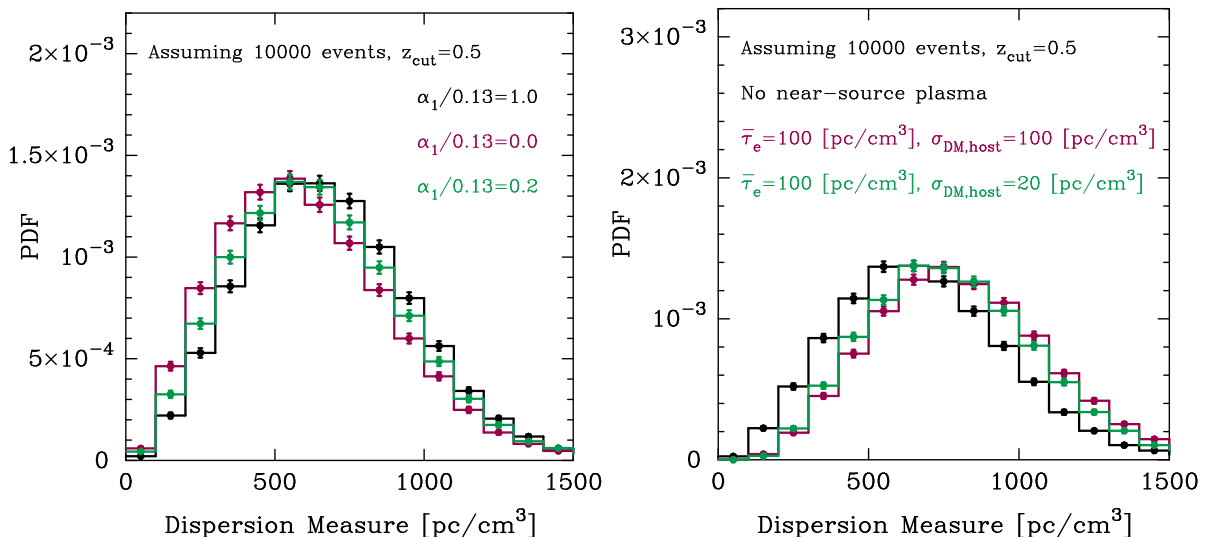 Assuming 10000 events, z_cut=0.5
α₁/0.13=1.0
α₁/0.13=0.0
α₁/0.13=0.2
PDF
2×10⁻³
1.5×10⁻³
10⁻³
5×10⁻⁴
0
0 500 1000 1500
Dispersion Measure [pc/cm³]
Assuming 10000 events, z_cut=0.5
No near-source plasma
τ̅_e=100 [pc/cm³], σ_DM,host=100 [pc/cm³]
τ̅_e=100 [pc/cm³], σ_DM,host=20 [pc/cm³]
PDF
3×10⁻³
2×10⁻³
10⁻³
0
0 500 1000 1500
Dispersion Measure [pc/cm³]